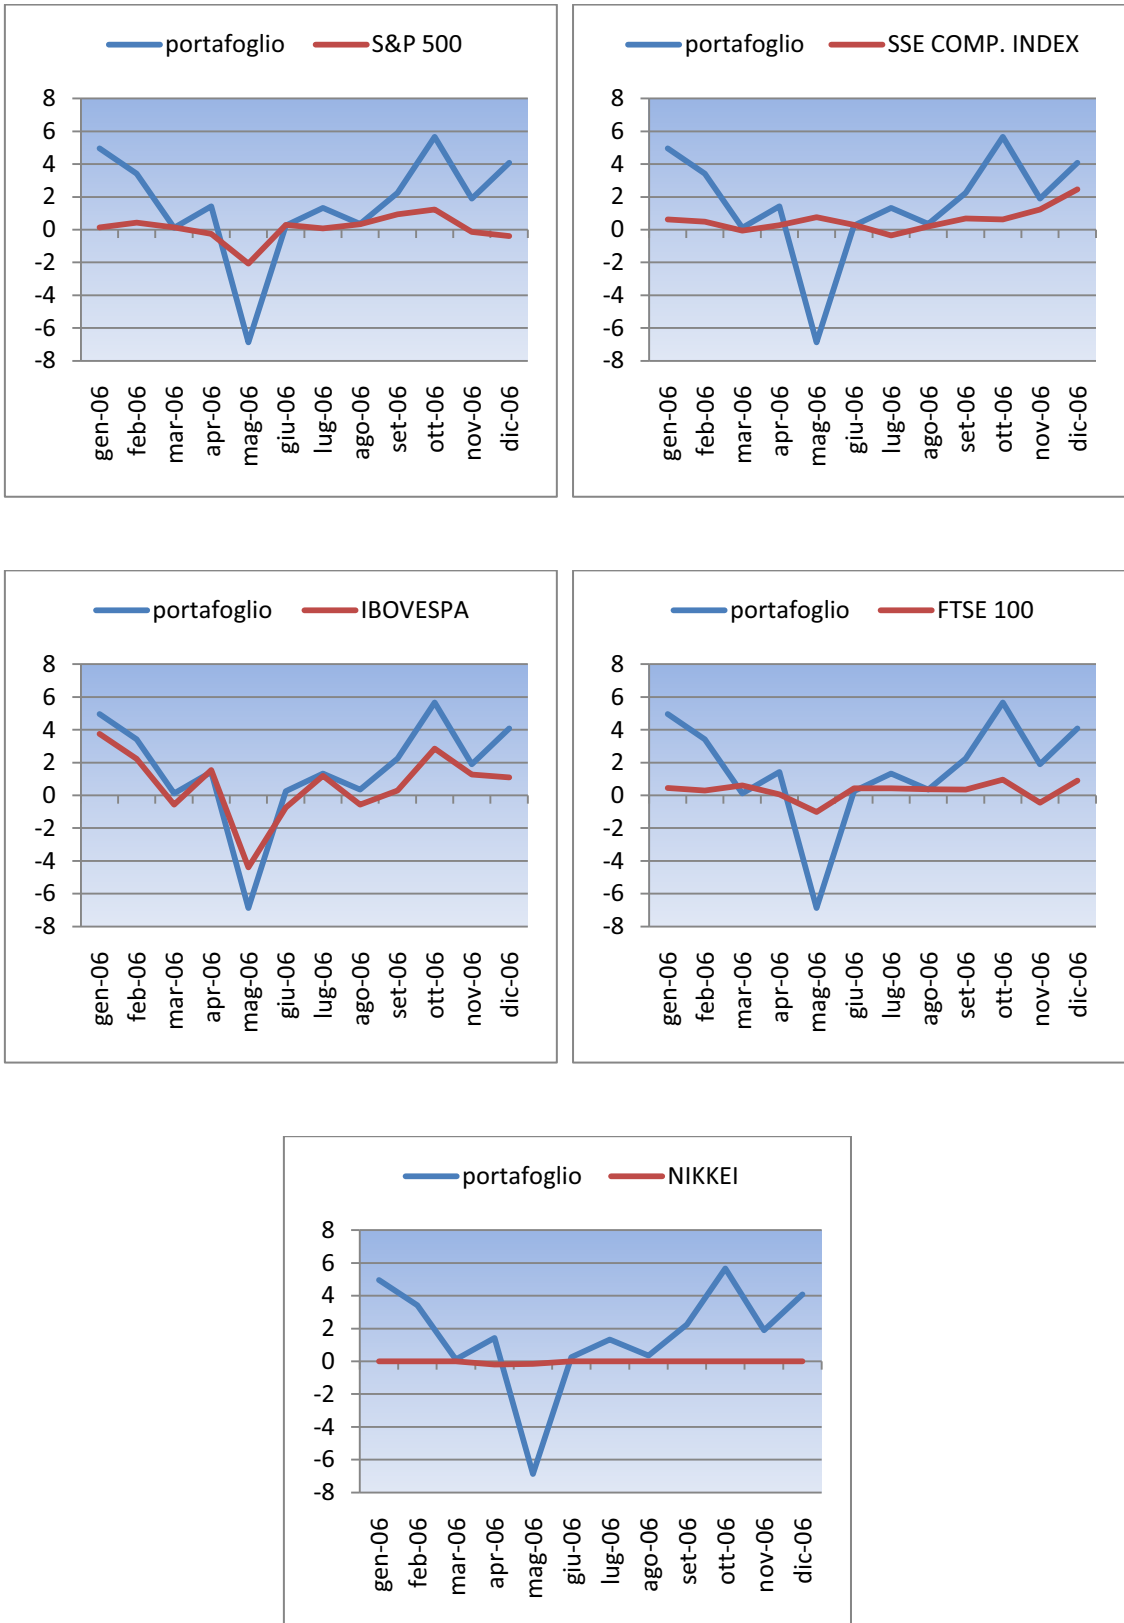 portafoglio S&P 500
8
6
4
2
0
-2
-4
-6
-8
gen-06
feb-06
mar-06
apr-06
mag-06
giu-06
lug-06
ago-06
set-06
ott-06
nov-06
dic-06
portafoglio SSE COMP. INDEX
8
6
4
2
0
-2
-4
-6
-8
gen-06
feb-06
mar-06
apr-06
mag-06
giu-06
lug-06
ago-06
set-06
ott-06
nov-06
dic-06
portafoglio IBOVESPA
8
6
4
2
0
-2
-4
-6
-8
gen-06
feb-06
mar-06
apr-06
mag-06
giu-06
lug-06
ago-06
set-06
ott-06
nov-06
dic-06
portafoglio FTSE 100
8
6
4
2
0
-2
-4
-6
-8
gen-06
feb-06
mar-06
apr-06
mag-06
giu-06
lug-06
ago-06
set-06
ott-06
nov-06
dic-06
portafoglio NIKKEI
8
6
4
2
0
-2
-4
-6
-8
gen-06
feb-06
mar-06
apr-06
mag-06
giu-06
lug-06
ago-06
set-06
ott-06
nov-06
dic-06